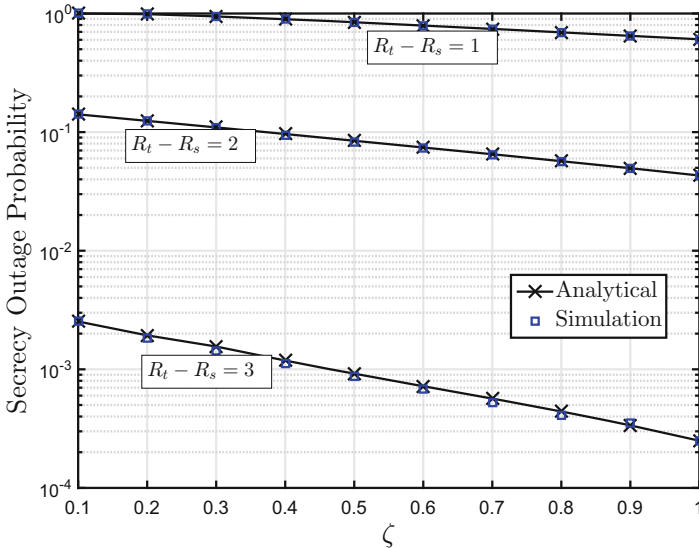 10^0
10^-1
10^-2
10^-3
10^-4
Secrecy Outage Probability
R_t − R_s = 1
R_t − R_s = 2
R_t − R_s = 3
Analytical
Simulation
0.1 0.2 0.3 0.4 0.5 0.6 0.7 0.8 0.9 1
ζ